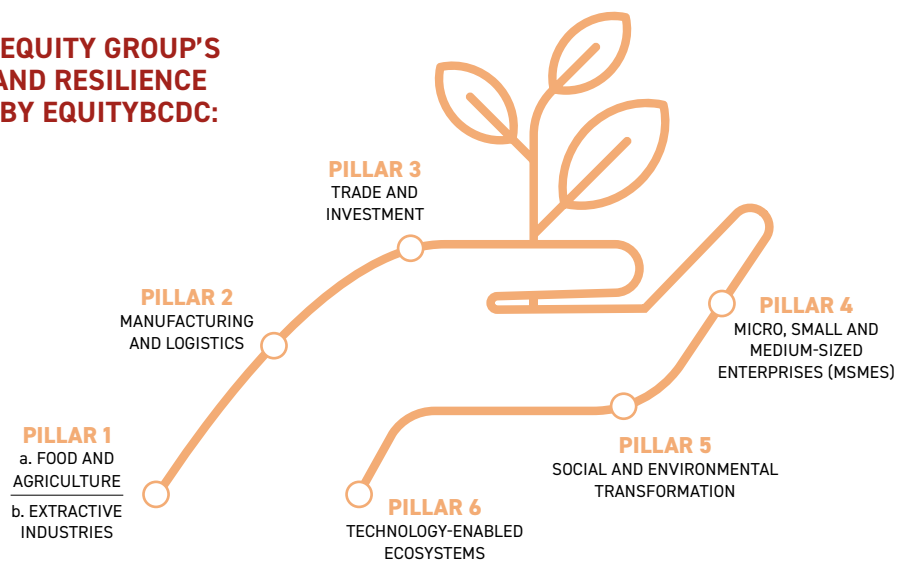 EQUITY GROUP'S
AND RESILIENCE
BY EQUITYBCDC:
PILLAR 1
a. FOOD AND
AGRICULTURE
b. EXTRACTIVE
INDUSTRIES
PILLAR 2
MANUFACTURING
AND LOGISTICS
PILLAR 3
TRADE AND
INVESTMENT
PILLAR 4
MICRO, SMALL AND
MEDIUM-SIZED
ENTERPRISES (MSMES)
PILLAR 5
SOCIAL AND ENVIRONMENTAL
TRANSFORMATION
PILLAR 6
TECHNOLOGY-ENABLED
ECOSYSTEMS